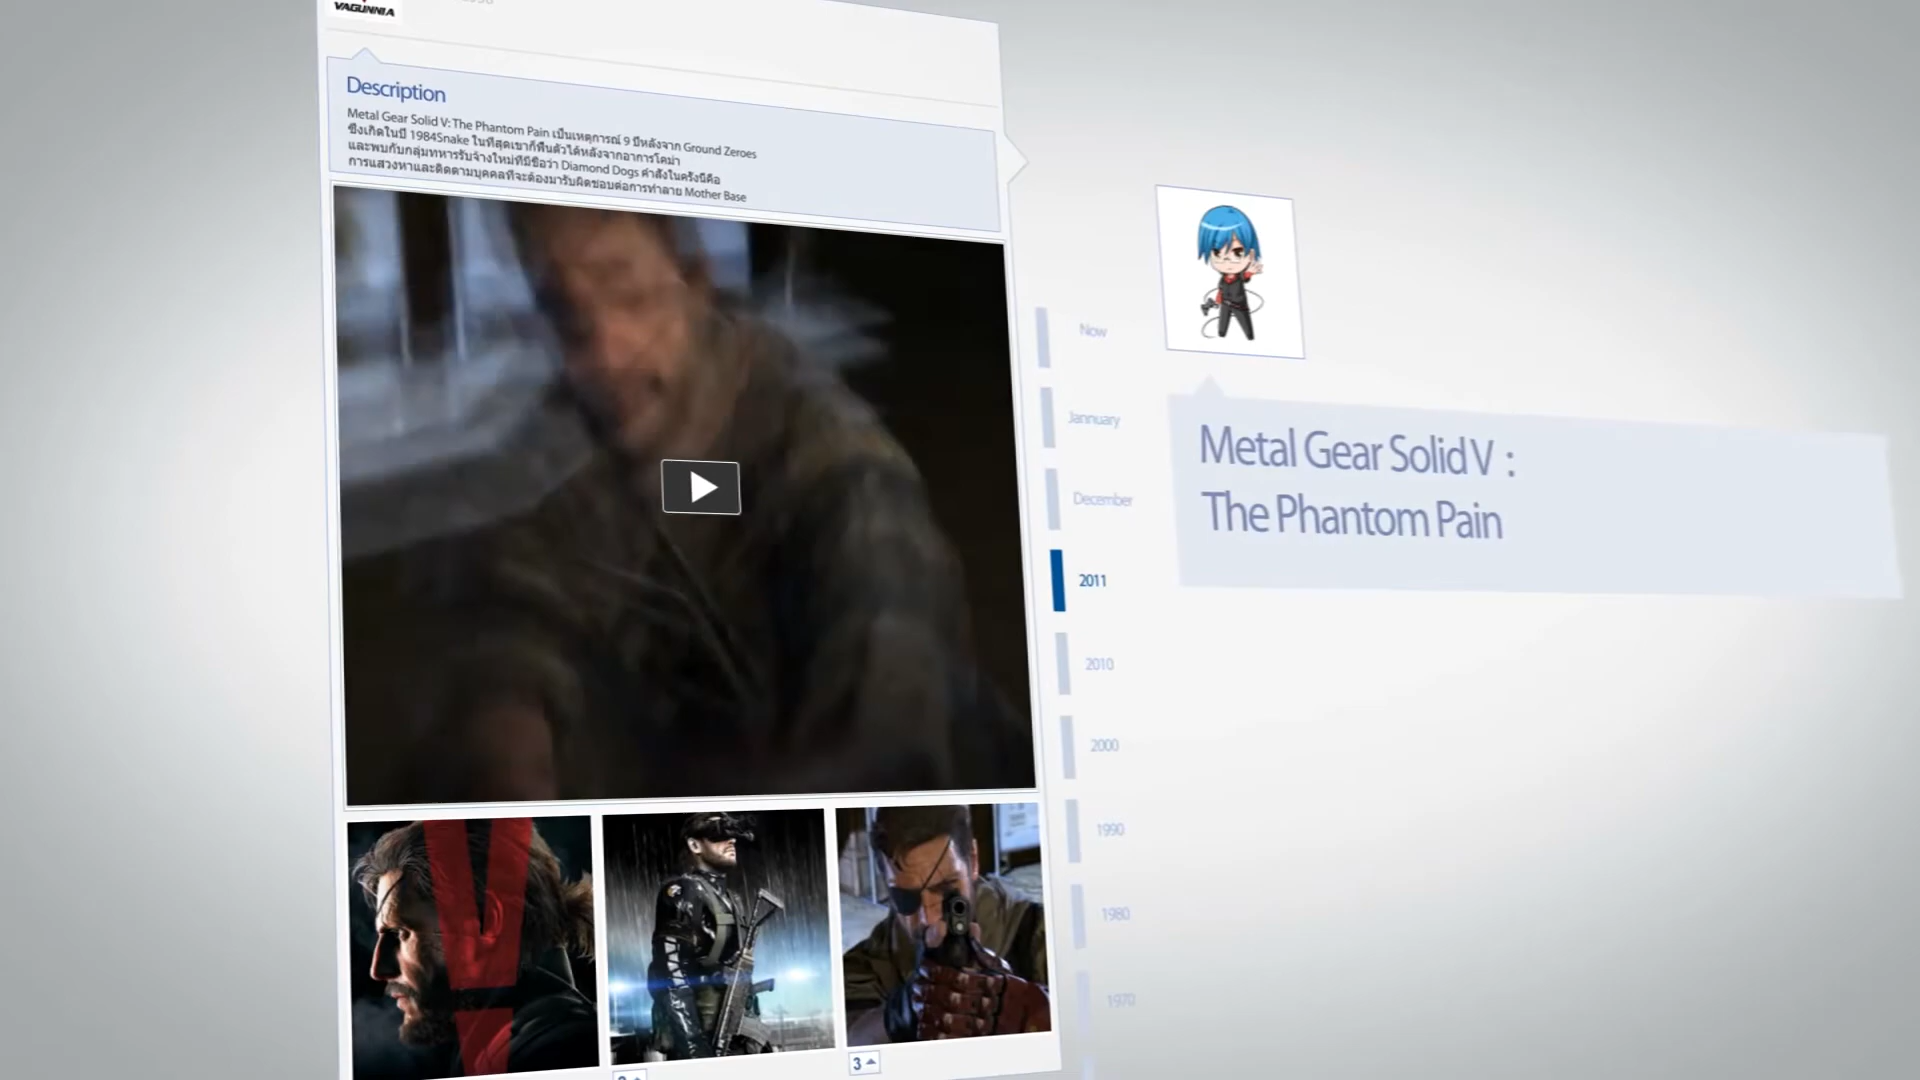 VAGUNNIA
Description
Metal Gear Solid V: The Phantom Pain เป็นเหตุการณ์ 9 ปีหลังจาก Ground Zeroes
ซึ่งเกิดในปี 1984Snake ในที่สุดเขาก็ฟื้นตัวได้หลังจากอาการโคม่า
และพบกับกลุ่มทหารรับจ้างใหม่ที่มีชื่อว่า Diamond Dogs คำสั่งในครั้งนี้คือ
การแสวงหาและติดตามบุคคลที่จะต้องมารับผิดชอบต่อการทำลาย Mother Base
Now
Jannuary
December
2011
2010
2000
1990
1980
1970
Metal Gear Solid V :
The Phantom Pain
3